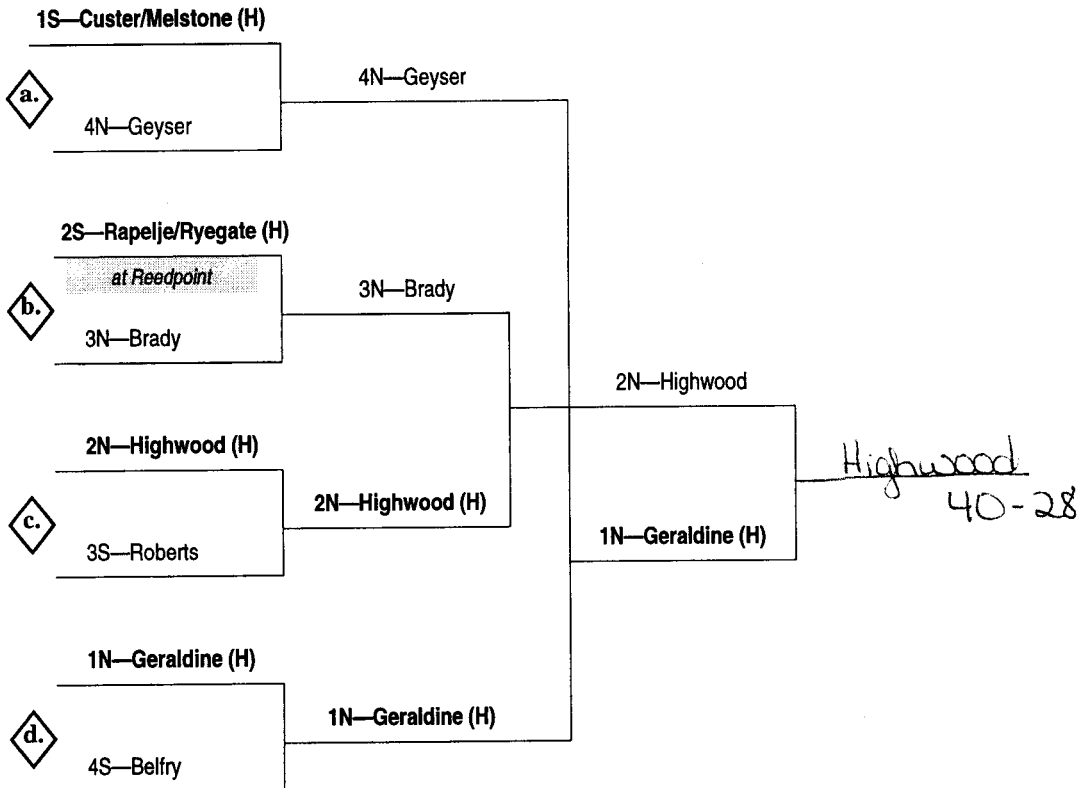 1S—Custer/Melstone (H)
a.
4N—Geyser
4N—Geyser
2S—Rapelje/Ryegate (H)
at Reedpoint
b.
3N—Brady
3N—Brady
2N—Highwood (H)
c.
3S—Roberts
2N—Highwood (H)
1N—Geraldine (H)
d.
4S—Belfry
1N—Geraldine (H)
2N—Highwood
1N—Geraldine (H)
Highwood
40-28